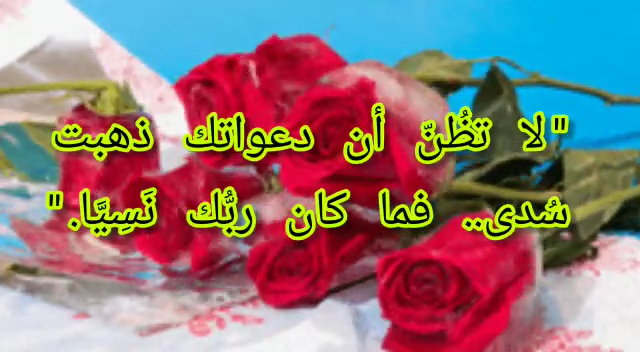 "لا تظُنّ أن دعواتك ذهبت
سُدى.. فما كان ربُّك نَسِيَّا."